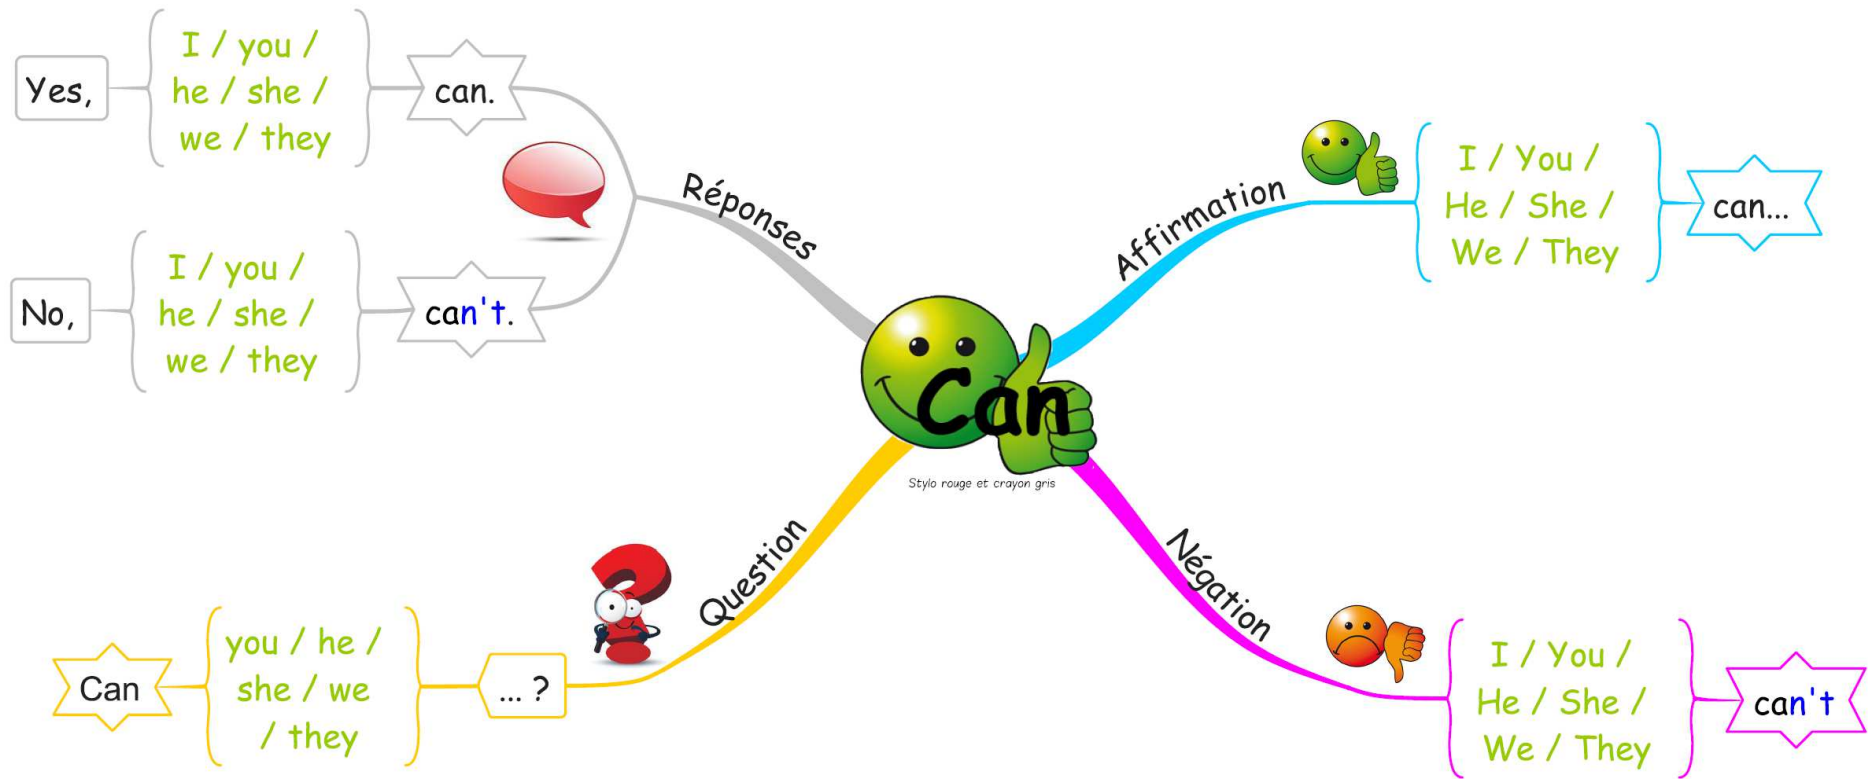 Yes,
I / you /
he / she /
we / they
can.
No,
I / you /
he / she /
we / they
can't.
Réponses
Affirmation
I / You /
He / She /
We / They
can...
Can
Stylo rouge et crayon gris
Question
Can
you / he /
she / we
/ they
... ?
Négation
I / You /
He / She /
We / They
can't